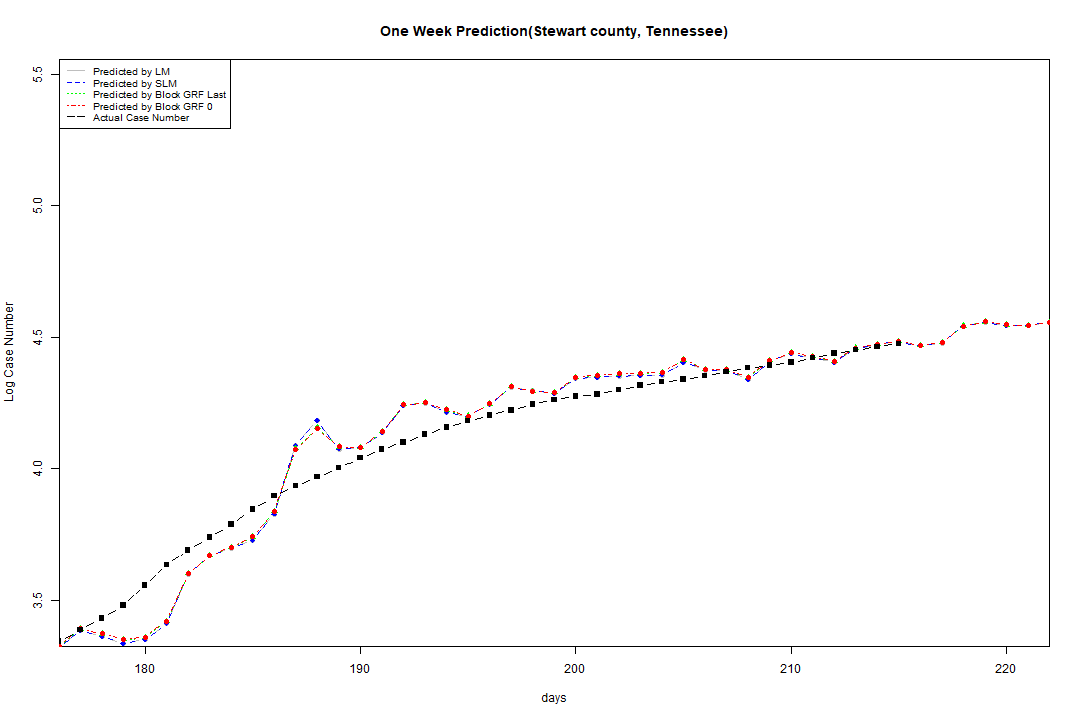 One Week Prediction(Stewart county, Tennessee)
Predicted by LM
Predicted by SLM
Predicted by Block GRF Last
Predicted by Block GRF 0
Actual Case Number
5.5
5.0
4.5
4.0
3.5
Log Case Number
180 190 200 210 220
days